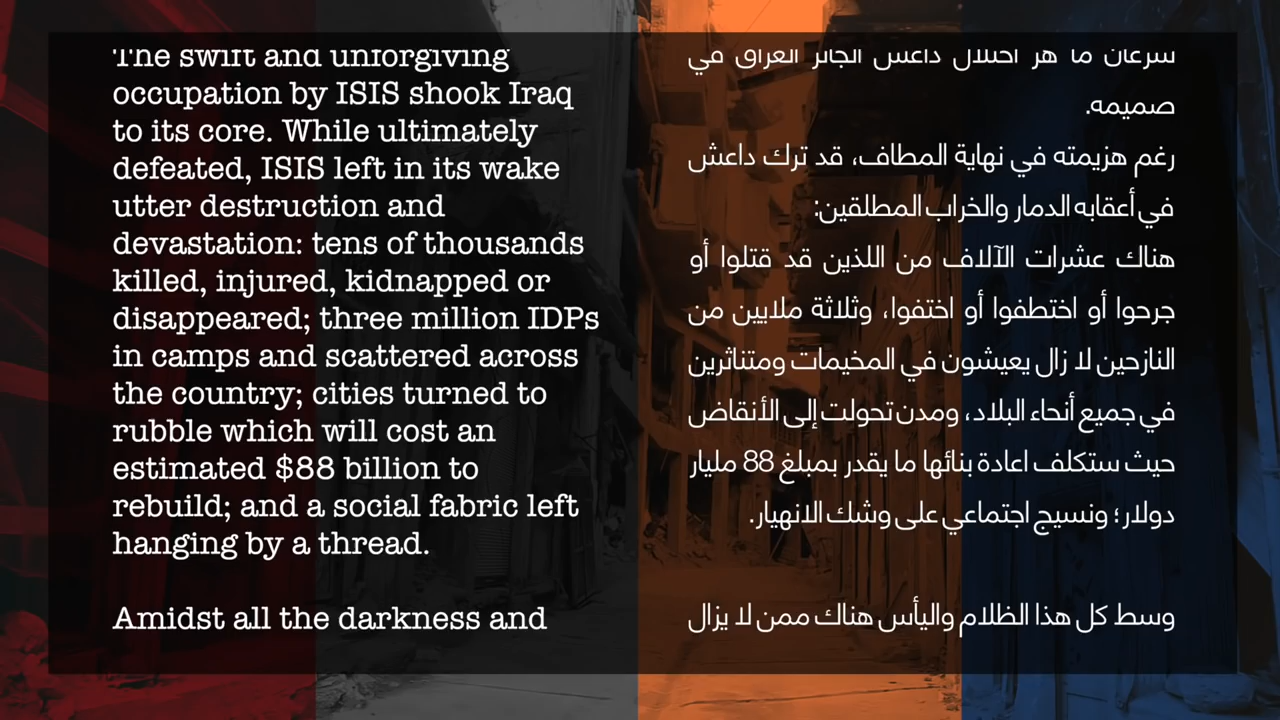 The swift and unforgiving
occupation by ISIS shook Iraq
to its core. While ultimately
defeated, ISIS left in its wake
utter destruction and
devastation: tens of thousands
killed, injured, kidnapped or
disappeared; three million IDPs
in camps and scattered across
the country; cities turned to
rubble which will cost an
estimated $88 billion to
rebuild; and a social fabric left
hanging by a thread.
Amidst all the darkness and
سرعان ما هز احتلال داعس الجائر العراق في
صميمه.
رغم هزيمته في نهاية المطاف، قد ترك داعش
في أعقابه الدمار والخراب المطلقين:
هناك عشرات الآلاف من اللذين قد قتلوا أو
جرحوا أو اختطفوا أو اختفوا، وثلاثة ملايين من
النازحين لا زال يعيشون في المخيمات ومتناثرين
في جميع أنحاء البلاد، ومدن تحولت إلى الأنقاض
حيث ستكلف اعادة بنائها ما يقدر بمبلغ 88 مليار
دولار؛ ونسيج اجتماعي على وشك الانهيار.
وسط كل هذا الظلام واليأس هناك ممن لا يزال